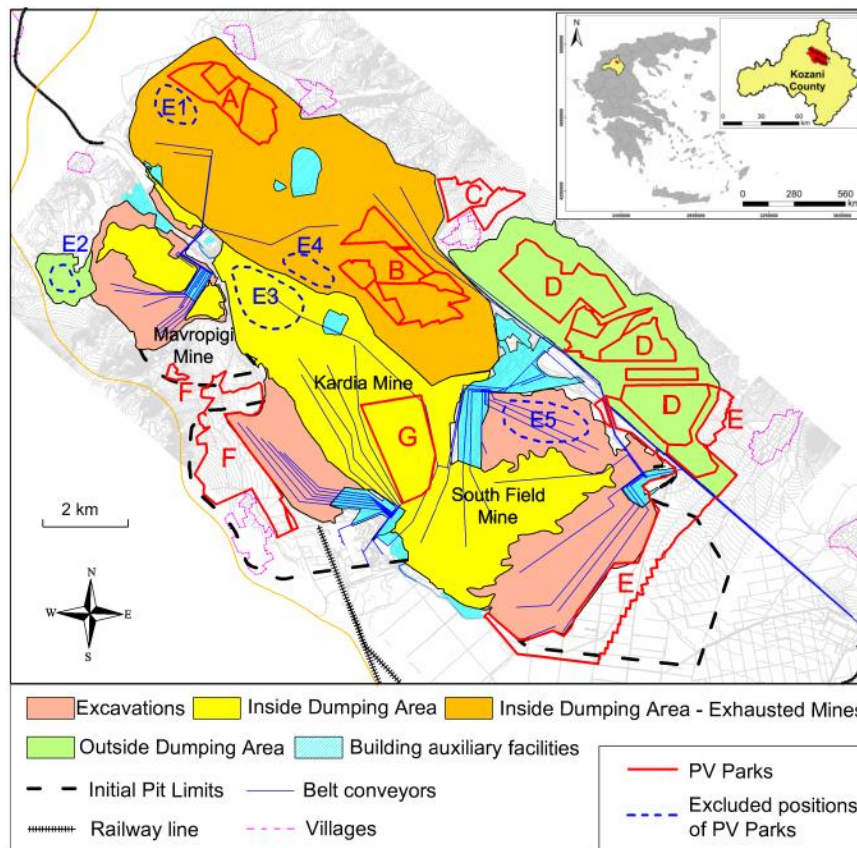 N
Kozani
County
0 30 60
km
0 280 560
km
A
E1
C
E4
E2
B
D
E3
Mavropigi
Mine
D
Kardia Mine
F
D
E
G
E5
F
South Field
Mine
2 km
E
N
W E
S
Excavations
Inside Dumping Area
Inside Dumping Area - Exhausted Mines
Outside Dumping Area
Building auxiliary facilities
Initial Pit Limits
Belt conveyors
Railway line
Villages
PV Parks
Excluded positions
of PV Parks